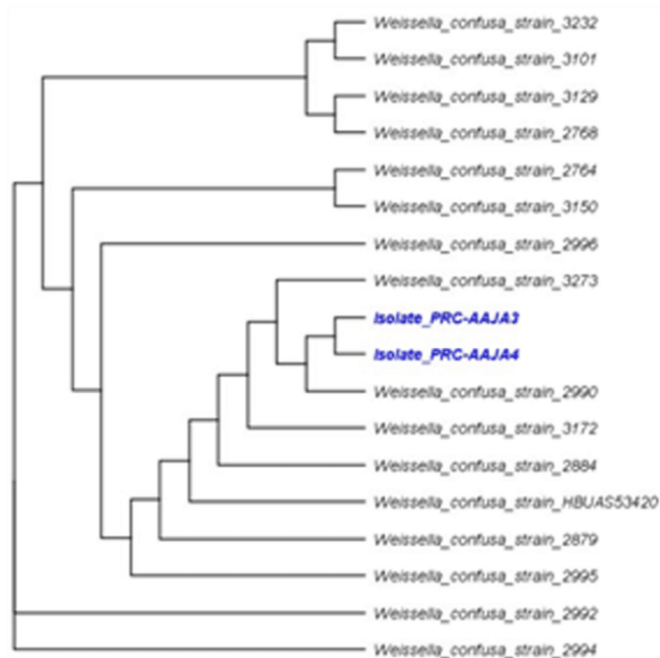 Weissella_confusa_strain_3232
Weissella_confusa_strain_3101
Weissella_confusa_strain_3129
Weissella_confusa_strain_2768
Weissella_confusa_strain_2764
Weissella_confusa_strain_3150
Weissella_confusa_strain_2996
Weissella_confusa_strain_3273
Isolate_PRC-AAJA3
Isolate_PRC-AAJA4
Weissella_confusa_strain_2990
Weissella_confusa_strain_3172
Weissella_confusa_strain_2884
Weissella_confusa_strain_HBUAS53420
Weissella_confusa_strain_2879
Weissella_confusa_strain_2995
Weissella_confusa_strain_2992
Weissella_confusa_strain_2994